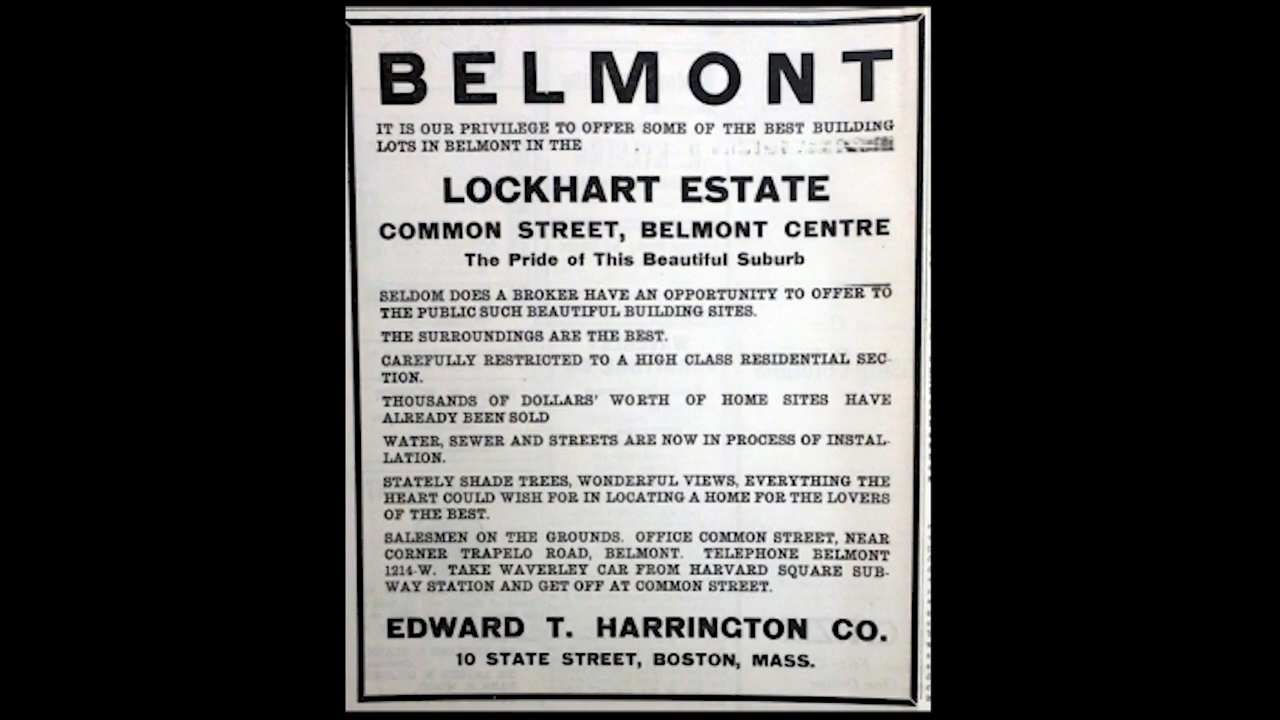 BELMONT
IT IS OUR PRIVILEGE TO OFFER SOME OF THE BEST BUILDING
LOTS IN BELMONT IN THE
LOCKHART ESTATE
COMMON STREET, BELMONT CENTRE
The Pride of This Beautiful Suburb
SELDOM DOES A BROKER HAVE AN OPPORTUNITY TO OFFER TO
THE PUBLIC SUCH BEAUTIFUL BUILDING SITES.
THE SURROUNDINGS ARE THE BEST.
CAREFULLY RESTRICTED TO A HIGH CLASS RESIDENTIAL SEC-
TION.
THOUSANDS OF DOLLARS' WORTH OF HOME SITES HAVE
ALREADY BEEN SOLD
WATER, SEWER AND STREETS ARE NOW IN PROCESS OF INSTAL-
LATION.
STATELY SHADE TREES, WONDERFUL VIEWS, EVERYTHING THE
HEART COULD WISH FOR IN LOCATING A HOME FOR THE LOVERS
OF THE BEST.
SALESMEN ON THE GROUNDS. OFFICE COMMON STREET, NEAR
CORNER TRAPELO ROAD, BELMONT. TELEPHONE BELMONT
1214-W. TAKE WAVERLEY CAR FROM HARVARD SQUARE SUB-
WAY STATION AND GET OFF AT COMMON STREET.
EDWARD T. HARRINGTON CO.
10 STATE STREET, BOSTON, MASS.